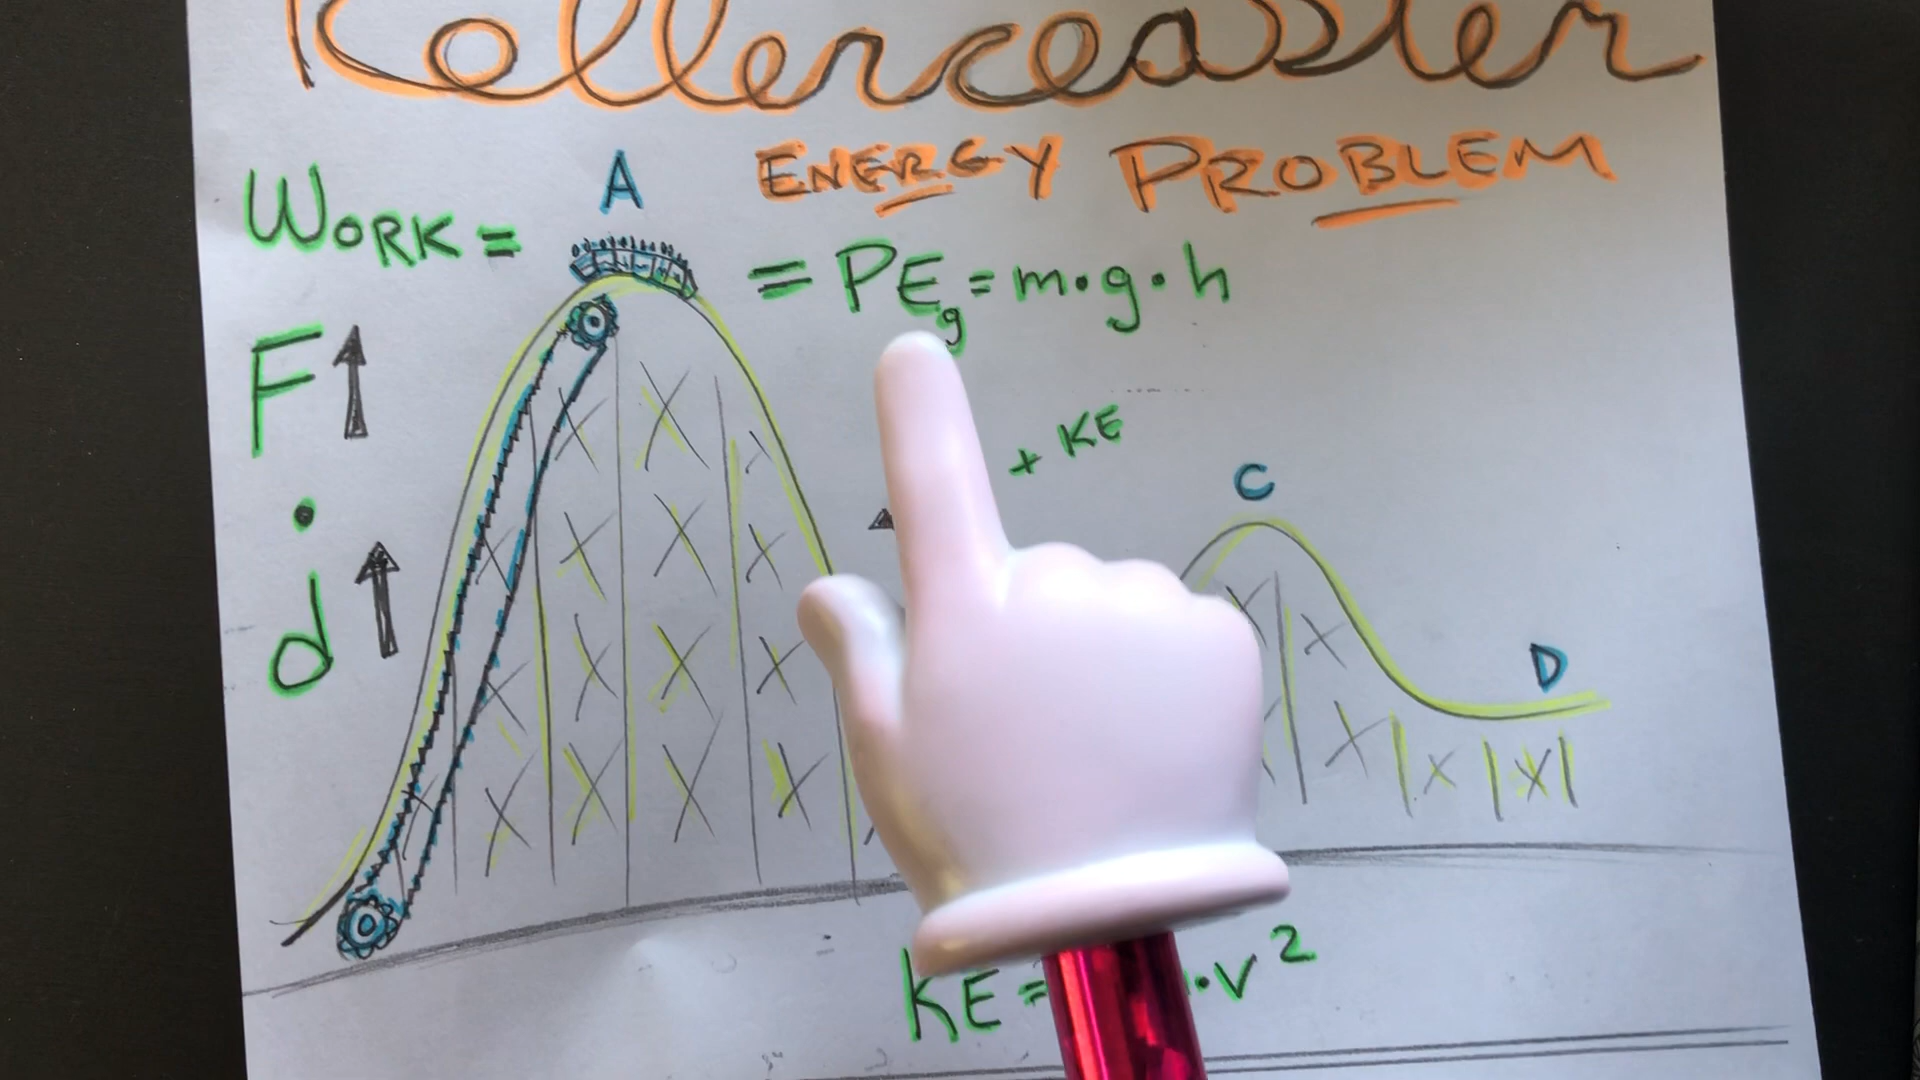 Rollercoaster
ENERGY PROBLEM
A
WORK =
= PEg = m·g·h
F
+ KE
C
·
d
D
KE =
·v²